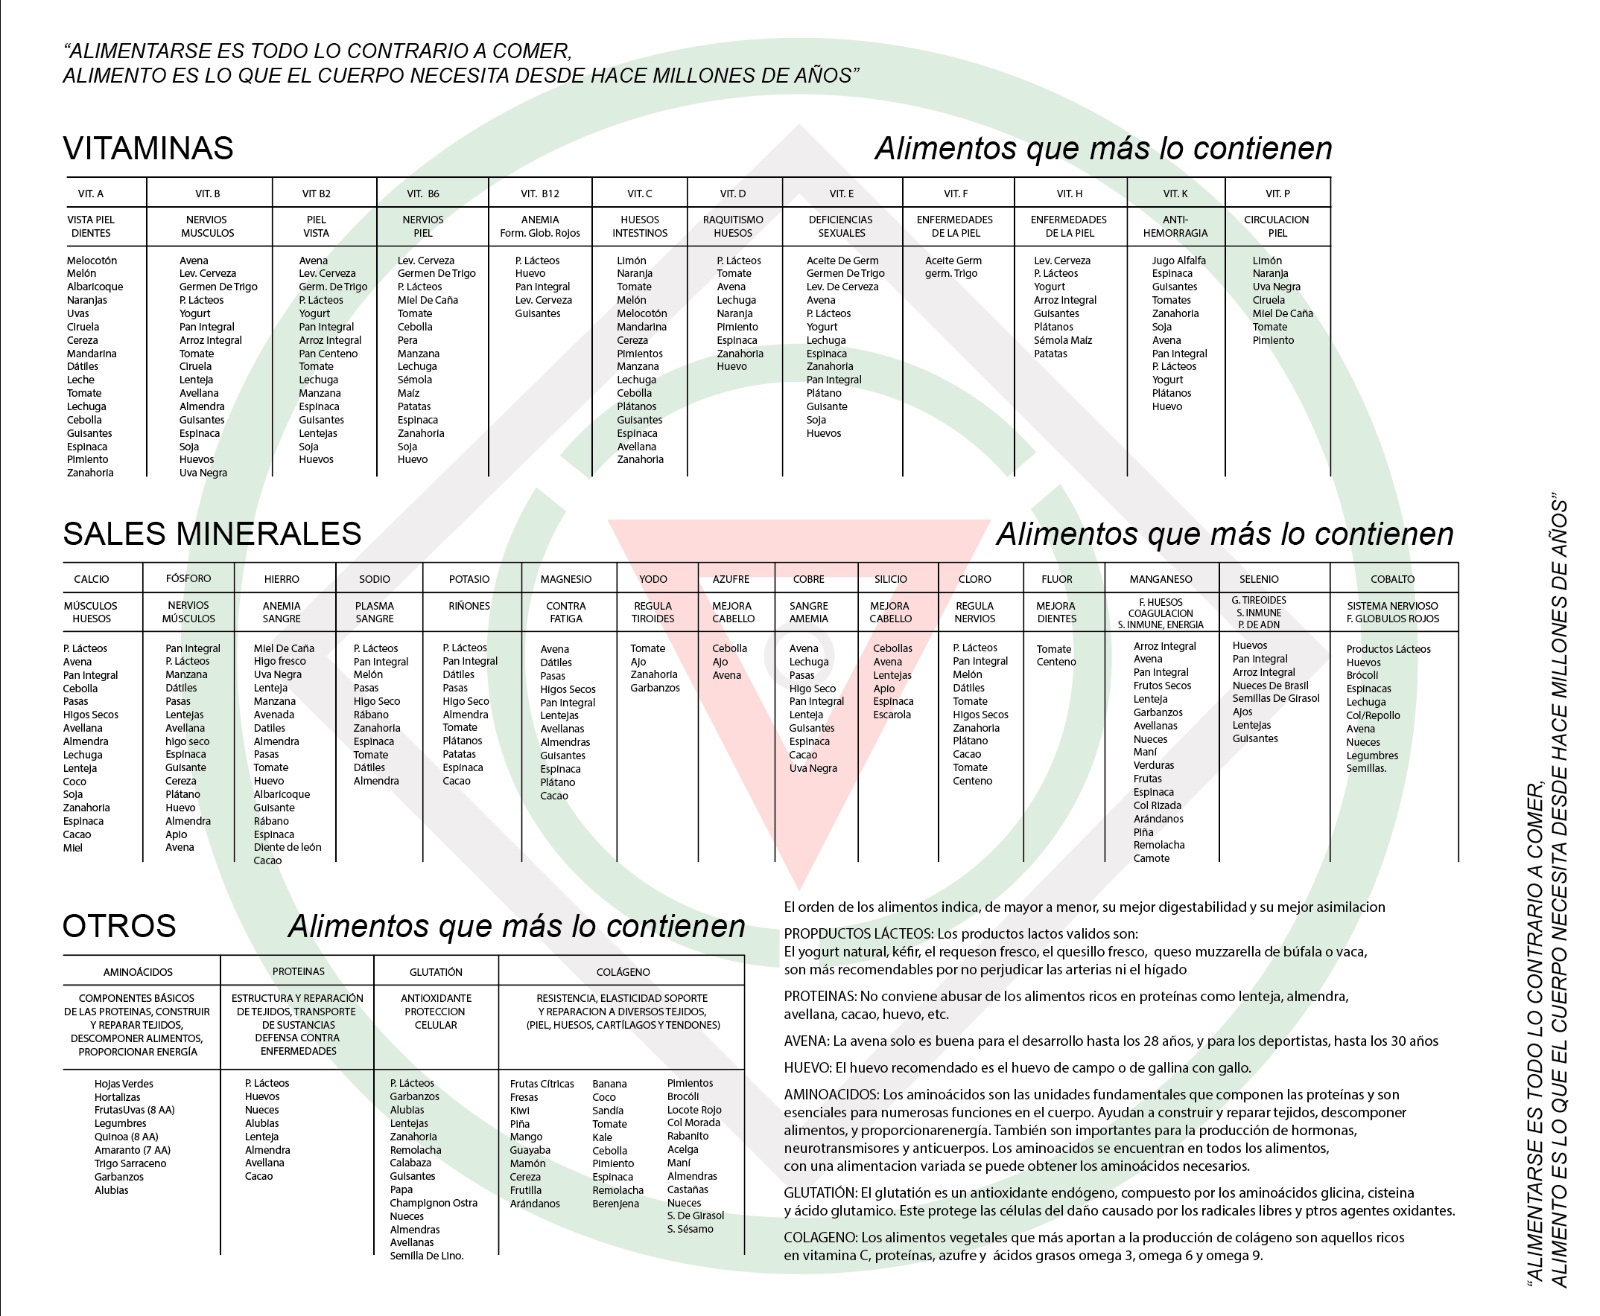 “ALIMENTARSE ES TODO LO CONTRARIO A COMER,
ALIMENTO ES LO QUE EL CUERPO NECESITA DESDE HACE MILLONES DE AÑOS”
VITAMINAS
Alimentos que más lo contienen
VIT. A
VISTA PIEL
DIENTES
Melocotón
Melón
Albaricoque
Naranjas
Uvas
Ciruela
Cereza
Mandarina
Dátiles
Leche
Tomate
Lechuga
Cebolla
Guisantes
Espinaca
Pimiento
Zanahoria
VIT. B
NERVIOS
MUSCULOS
Avena
Lev. Cerveza
Germen De Trigo
P. Lácteos
Yogurt
Pan Integral
Arroz Integral
Tomate
Ciruela
Lenteja
Avellana
Almendra
Guisantes
Espinaca
Soja
Huevos
Uva Negra
VIT B2
PIEL
VISTA
Avena
Lev. Cerveza
Germ. De Trigo
P. Lácteos
Yogurt
Pan Integral
Arroz Integral
Pan Centeno
Tomate
Lechuga
Manzana
Espinaca
Guisantes
Lentejas
Soja
Huevos
VIT. B6
NERVIOS
PIEL
Lev. Cerveza
Germen De Trigo
P. Lácteos
Miel De Caña
Tomate
Cebolla
Pera
Manzana
Lechuga
Sémola
Maíz
Patatas
Espinaca
Zanahoria
Soja
Huevo
VIT. B12
ANEMIA
Form. Glob. Rojos
P. Lácteos
Huevo
Pan Integral
Lev. Cerveza
Guisantes
VIT. C
HUESOS
INTESTINOS
Limón
Naranja
Tomate
Melón
Melocotón
Mandarina
Cereza
Pimientos
Manzana
Lechuga
Cebolla
Plátanos
Guisantes
Espinaca
Avellana
Zanahoria
VIT. D
RAQUITISMO
HUESOS
P. Lácteos
Tomate
Avena
Lechuga
Naranja
Pimiento
Espinaca
Zanahoria
Huevo
VIT. E
DEFICIENCIAS
SEXUALES
Aceite De Germ
Germen De Trigo
Lev. De Cerveza
Avena
P. Lácteos
Yogurt
Lechuga
Espinaca
Zanahoria
Pan Integral
Plátano
Guisante
Soja
Huevos
VIT. F
ENFERMEDADES
DE LA PIEL
Aceite Germ
germ. Trigo
VIT. H
ENFERMEDADES
DE LA PIEL
Lev. Cerveza
P. Lácteos
Yogurt
Arroz Integral
Guisantes
Plátanos
Sémola Maíz
Patatas
VIT. K
ANTI-
HEMORRAGIA
Jugo Alfalfa
Espinaca
Guisantes
Tomates
Zanahoria
Soja
Avena
Pan Integral
P. Lácteos
Yogurt
Plátanos
Huevo
VIT. P
CIRCULACION
PIEL
Limón
Naranja
Uva Negra
Ciruela
Miel De Caña
Tomate
Pimiento
SALES MINERALES
Alimentos que más lo contienen
CALCIO
MÚSCULOS
HUESOS
P. Lácteos
Avena
Pan Integral
Cebolla
Pasas
Higos Secos
Avellana
Almendra
Lechuga
Lenteja
Coco
Soja
Zanahoria
Espinaca
Cacao
Miel
FÓSFORO
NERVIOS
MÚSCULOS
Pan Integral
P. Lácteos
Manzana
Dátiles
Pasas
Lentejas
Avellana
higo seco
Espinaca
Guisante
Cereza
Plátano
Huevo
Almendra
Apio
Avena
HIERRO
ANEMIA
SANGRE
Miel De Caña
Higo fresco
Uva Negra
Lenteja
Manzana
Avenada
Datiles
Almendra
Pasas
Tomate
Huevo
Albaricoque
Guisante
Rábano
Espinaca
Diente de león
Cacao
SODIO
PLASMA
SANGRE
P. Lácteos
Pan Integral
Melón
Pasas
Higo Seco
Rábano
Zanahoria
Espinaca
Tomate
Dátiles
Almendra
POTASIO
RIÑONES
P. Lácteos
Pan Integral
Dátiles
Pasas
Higo Seco
Almendra
Tomate
Plátanos
Patatas
Espinaca
Cacao
MAGNESIO
CONTRA
FATIGA
Avena
Dátiles
Pasas
Higos Secos
Pan Integral
Lentejas
Avellanas
Almendras
Guisantes
Espinaca
Plátano
Cacao
YODO
REGULA
TIROIDES
Tomate
Ajo
Zanahoria
Garbanzos
AZUFRE
MEJORA
CABELLO
Cebolla
Ajo
Avena
COBRE
SANGRE
AMEMIA
Avena
Lechuga
Pasas
Higo Seco
Pan Integral
Lenteja
Guisantes
Espinaca
Cacao
Uva Negra
SILICIO
MEJORA
CABELLO
Cebollas
Avena
Lentejas
Apio
Espinaca
Escarola
CLORO
REGULA
NERVIOS
P. Lácteos
Pan Integral
Melón
Dátiles
Tomate
Higos Secos
Zanahoria
Plátano
Cacao
Tomate
Centeno
FLUOR
MEJORA
DIENTES
Tomate
Centeno
MANGANESO
F. HUESOS
COAGULACION
S. INMUNE, ENERGIA
Arroz Integral
Avena
Pan Integral
Frutos Secos
Lenteja
Garbanzos
Avellanas
Nueces
Maní
Verduras
Frutas
Espinaca
Col Rizada
Arándanos
Piña
Remolacha
Camote
SELENIO
G. TIREOIDES
S. INMUNE
P. DE ADN
Huevos
Pan Integral
Arroz Integral
Nueces De Brasil
Semillas De Girasol
Ajos
Lentejas
Guisantes
COBALTO
SISTEMA NERVIOSO
F. GLOBULOS ROJOS
Productos Lácteos
Huevos
Brócoli
Espinacas
Lechuga
Col/Repollo
Avena
Nueces
Legumbres
Semillas.
OTROS
Alimentos que más lo contienen
AMINOÁCIDOS
COMPONENTES BÁSICOS
DE LAS PROTEINAS, CONSTRUIR
Y REPARAR TEJIDOS,
DESCOMPONER ALIMENTOS,
PROPORCIONAR ENERGÍA
Hojas Verdes
Hortalizas
FrutasUvas (8 AA)
Legumbres
Quinoa (8 AA)
Amaranto (7 AA)
Trigo Sarraceno
Garbanzos
Alubias
PROTEINAS
ESTRUCTURA Y REPARACIÓN
DE TEJIDOS, TRANSPORTE
DE SUSTANCIAS
DEFENSA CONTRA
ENFERMEDADES
P. Lácteos
Huevos
Nueces
Alubias
Lenteja
Almendra
Avellana
Cacao
GLUTATIÓN
ANTIOXIDANTE
PROTECCION
CELULAR
P. Lácteos
Garbanzos
Alubias
Lentejas
Zanahoria
Remolacha
Calabaza
Guisantes
Papa
Champignon Ostra
Nueces
Almendras
Avellanas
Semilla De Lino.
COLÁGENO
RESISTENCIA, ELASTICIDAD SOPORTE
Y REPARACION A DIVERSOS TEJIDOS,
(PIEL, HUESOS, CARTÍLAGOS Y TENDONES)
Frutas Cítricas
Fresas
Kiwi
Piña
Mango
Guayaba
Mamón
Cereza
Frutilla
Arándanos
Banana
Coco
Sandía
Tomate
Kale
Cebolla
Pimiento
Espinaca
Remolacha
Berenjena
Pimientos
Brocóli
Locote Rojo
Col Morada
Rabanito
Acelga
Maní
Almendras
Castañas
Nueces
S. De Girasol
S. Sésamo
El orden de los alimentos indica, de mayor a menor, su mejor digestabilidad y su mejor asimilacion
PROPDUCTOS LÁCTEOS: Los productos lactos validos son:
El yogurt natural, kéfir, el requeson fresco, el quesillo fresco, queso muzzarella de búfala o vaca,
son más recomendables por no perjudicar las arterias ni el hígado
PROTEINAS: No conviene abusar de los alimentos ricos en proteínas como lenteja, almendra,
avellana, cacao, huevo, etc.
AVENA: La avena solo es buena para el desarrollo hasta los 28 años, y para los deportistas, hasta los 30 años
HUEVO: El huevo recomendado es el huevo de campo o de gallina con gallo.
AMINOACIDOS: Los aminoácidos son las unidades fundamentales que componen las proteínas y son
esenciales para numerosas funciones en el cuerpo. Ayudan a construir y reparar tejidos, descomponer
alimentos, y proporcionarenergía. También son importantes para la producción de hormonas,
neurotransmisores y anticuerpos. Los aminoacidos se encuentran en todos los alimentos,
con una alimentacion variada se puede obtener los aminoácidos necesarios.
GLUTATIÓN: El glutatión es un antioxidante endógeno, compuesto por los aminoácidos glicina, cisteina
y ácido glutamico. Este protege las células del daño causado por los radicales libres y ptros agentes oxidantes.
COLAGENO: Los alimentos vegetales que más aportan a la producción de colágeno son aquellos ricos
en vitamina C, proteínas, azufre y ácidos grasos omega 3, omega 6 y omega 9.
“ALIMENTARSE ES TODO LO CONTRARIO A COMER,
ALIMENTO ES LO QUE EL CUERPO NECESITA DESDE HACE MILLONES DE AÑOS”